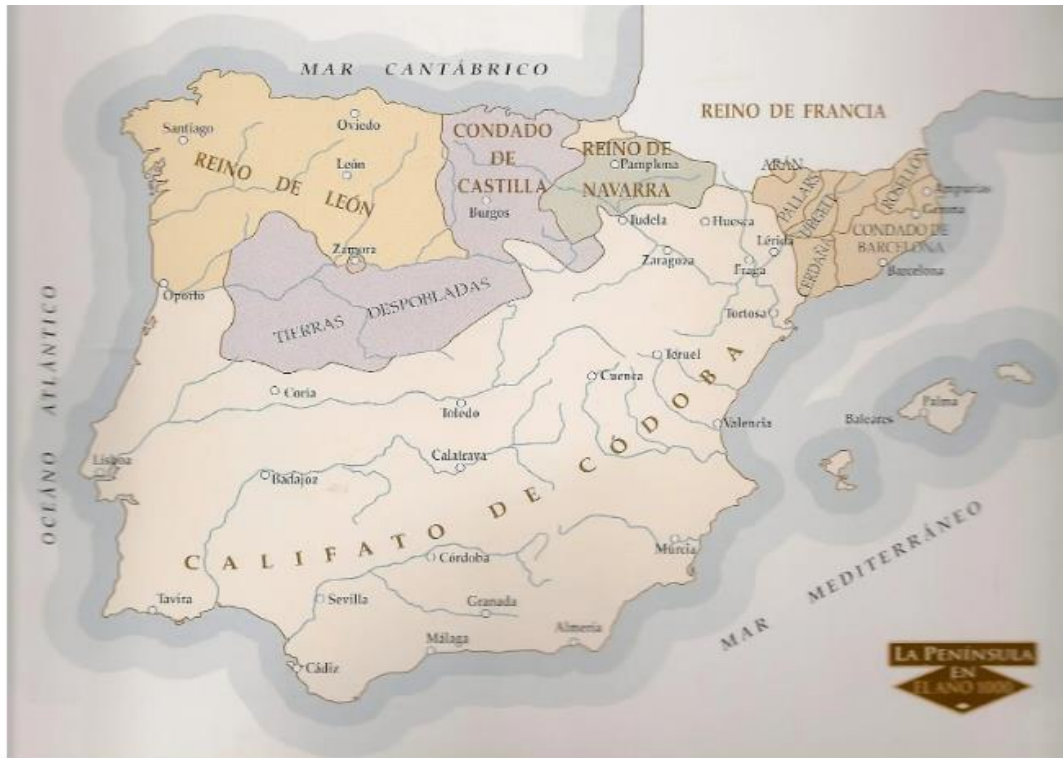 MAR CANTÁBRICO
REINO DE FRANCIA
Santiago
Oviedo
CONDADO
DE
CASTILLA
REINO DE
NAVARRA
Pamplona
ARÁN
PALLARS
URGELL
ROSELLÓ
Ampurias
Gerona
CONDADO DE
BARCELONA
Barcelona
CERDAÑA
REINO DE LEÓN
León
Burgos
Tudela
Huesca
Zamora
Zaragoza
Lérida
Fraga
Oporto
TIERRAS DESPOBLADAS
Tortosa
OCEÁNO ATLÁNTICO
Coria
Toledo
Cuenca
Teruel
Valencia
Baleares
Palma
Lisboa
Badajoz
Calatrava
CALIFATO DE CÓDOBA
Córdoba
Murcia
Tavira
Sevilla
Granada
Almería
Málaga
Cádiz
MAR MEDITERRÁNEO
LA PENÍNSULA
EN
EL AÑO 1000